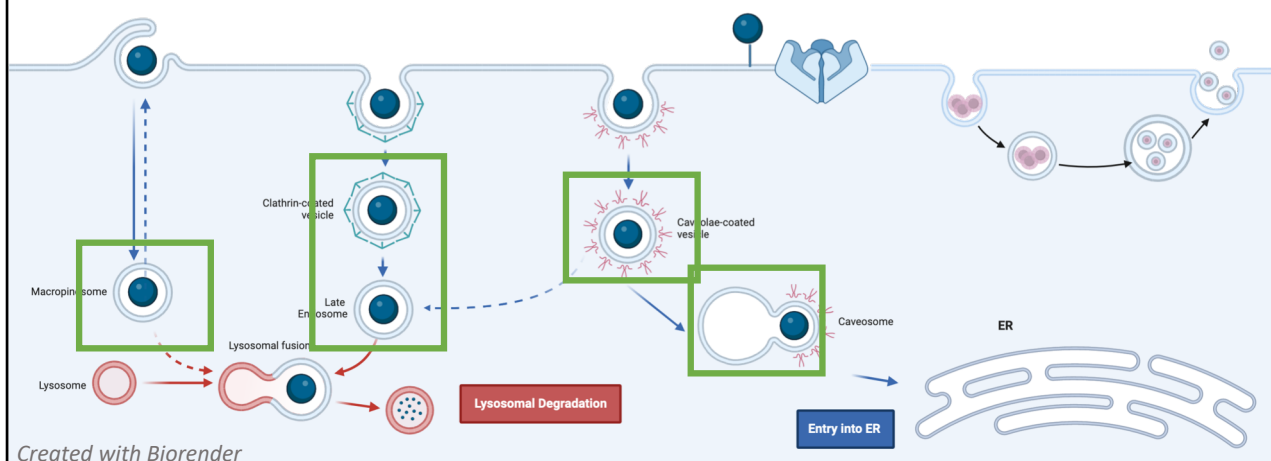 ER
Clathrin-coated
vesicle
Caveolae-coated
vesicle
Macropinosome
Late
Endosome
Caveosome
Lysosomal fusion
Lysosome
Lysosomal Degradation
Entry into ER
Created with Biorender